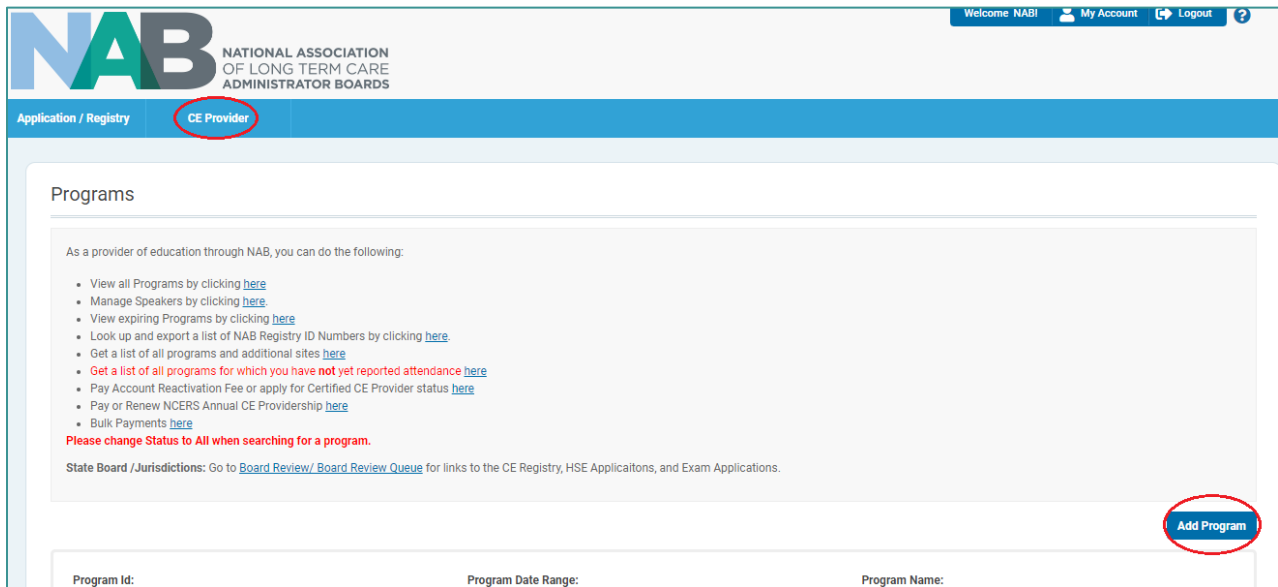 Welcome NAB!
My Account
Logout
?
NAB
NATIONAL ASSOCIATION
OF LONG TERM CARE
ADMINISTRATOR BOARDS
Application / Registry
CE Provider
Programs
As a provider of education through NAB, you can do the following:
• View all Programs by clicking here
• Manage Speakers by clicking here.
• View expiring Programs by clicking here
• Look up and export a list of NAB Registry ID Numbers by clicking here.
• Get a list of all programs and additional sites here
• Get a list of all programs for which you have not yet reported attendance here
• Pay Account Reactivation Fee or apply for Certified CE Provider status here
• Pay or Renew NCERS Annual CE Providership here
• Bulk Payments here
Please change Status to All when searching for a program.
State Board /Jurisdictions: Go to Board Review/ Board Review Queue for links to the CE Registry, HSE Applicaitons, and Exam Applications.
Add Program
Program Id:
Program Date Range:
Program Name: